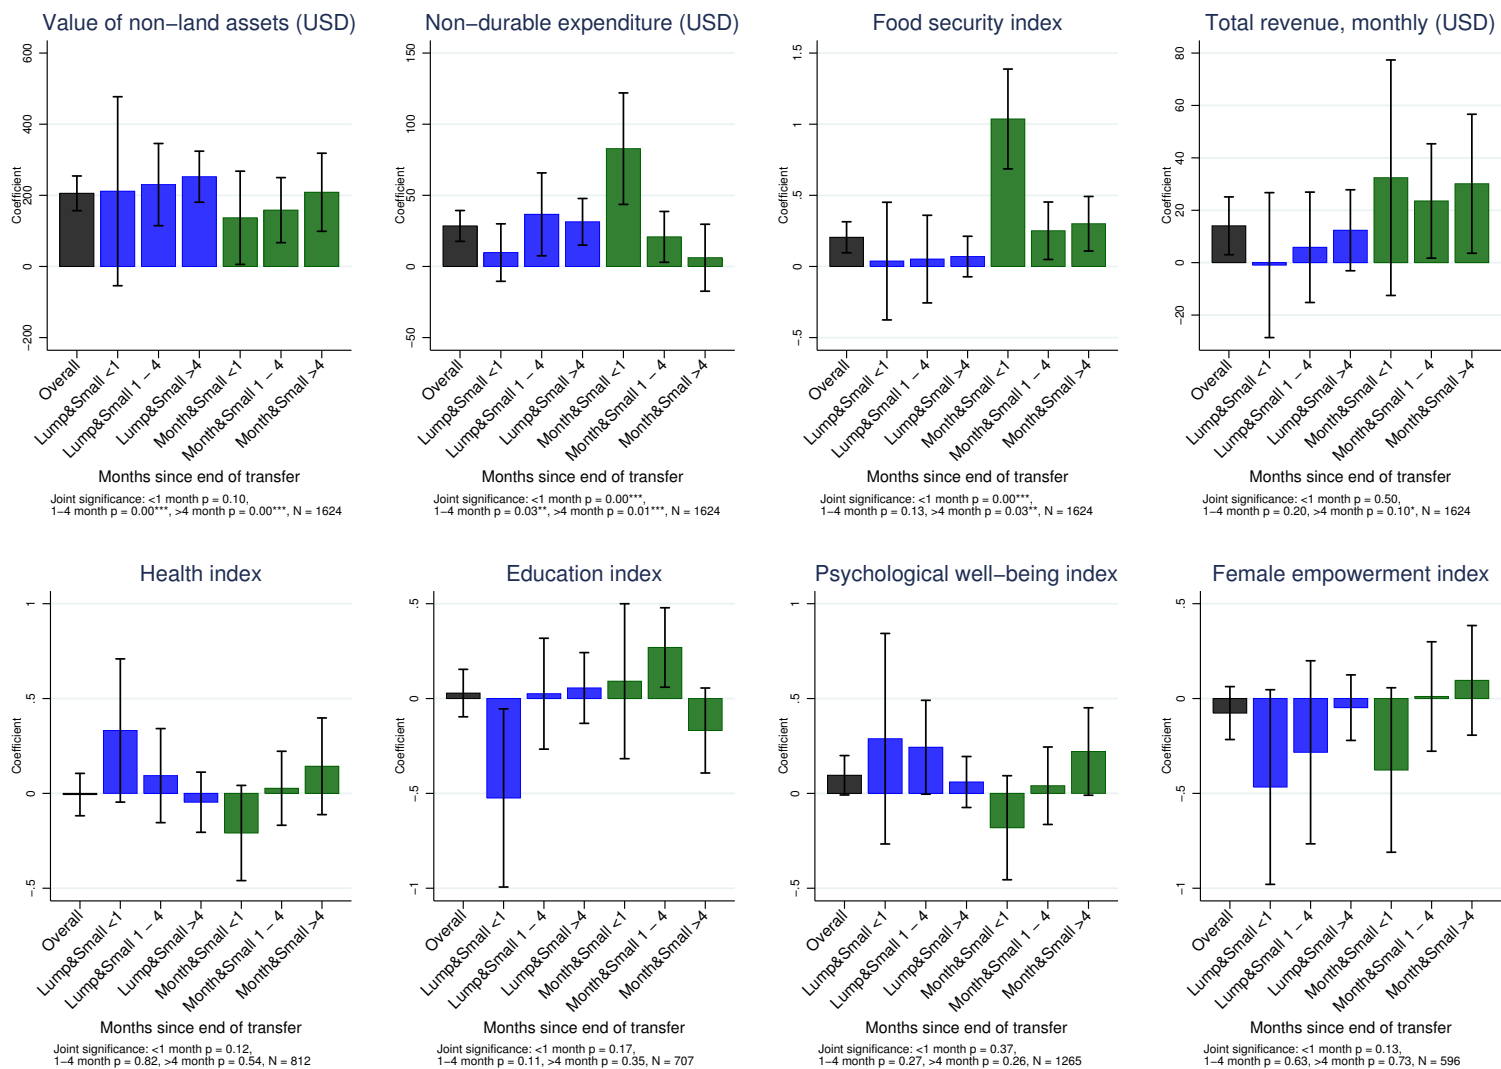 Value of non−land assets (USD)
Coefficient
600
400
200
0
−200
Overall
Lump&Small <1
Lump&Small 1 − 4
Lump&Small >4
Month&Small <1
Month&Small 1 − 4
Month&Small >4
Months since end of transfer
Joint significance: <1 month p = 0.10,
1−4 month p = 0.00***, >4 month p = 0.00***, N = 1624
Non−durable expenditure (USD)
Coefficient
150
100
50
0
−50
Overall
Lump&Small <1
Lump&Small 1 − 4
Lump&Small >4
Month&Small <1
Month&Small 1 − 4
Month&Small >4
Months since end of transfer
Joint significance: <1 month p = 0.00***,
1−4 month p = 0.03**, >4 month p = 0.01***, N = 1624
Food security index
Coefficient
1.5
1
.5
0
−.5
Overall
Lump&Small <1
Lump&Small 1 − 4
Lump&Small >4
Month&Small <1
Month&Small 1 − 4
Month&Small >4
Months since end of transfer
Joint significance: <1 month p = 0.00***,
1−4 month p = 0.13, >4 month p = 0.03**, N = 1624
Total revenue, monthly (USD)
Coefficient
80
60
40
20
0
−20
Overall
Lump&Small <1
Lump&Small 1 − 4
Lump&Small >4
Month&Small <1
Month&Small 1 − 4
Month&Small >4
Months since end of transfer
Joint significance: <1 month p = 0.50,
1−4 month p = 0.20, >4 month p = 0.10*, N = 1624
Health index
Coefficient
1
.5
0
−.5
Overall
Lump&Small <1
Lump&Small 1 − 4
Lump&Small >4
Month&Small <1
Month&Small 1 − 4
Month&Small >4
Months since end of transfer
Joint significance: <1 month p = 0.12,
1−4 month p = 0.82, >4 month p = 0.54, N = 812
Education index
Coefficient
.5
0
−.5
−1
Overall
Lump&Small <1
Lump&Small 1 − 4
Lump&Small >4
Month&Small <1
Month&Small 1 − 4
Month&Small >4
Months since end of transfer
Joint significance: <1 month p = 0.17,
1−4 month p = 0.11, >4 month p = 0.35, N = 707
Psychological well−being index
Coefficient
1
.5
0
−.5
Overall
Lump&Small <1
Lump&Small 1 − 4
Lump&Small >4
Month&Small <1
Month&Small 1 − 4
Month&Small >4
Months since end of transfer
Joint significance: <1 month p = 0.37,
1−4 month p = 0.27, >4 month p = 0.26, N = 1265
Female empowerment index
Coefficient
.5
0
−.5
−1
Overall
Lump&Small <1
Lump&Small 1 − 4
Lump&Small >4
Month&Small <1
Month&Small 1 − 4
Month&Small >4
Months since end of transfer
Joint significance: <1 month p = 0.13,
1−4 month p = 0.63, >4 month p = 0.73, N = 596